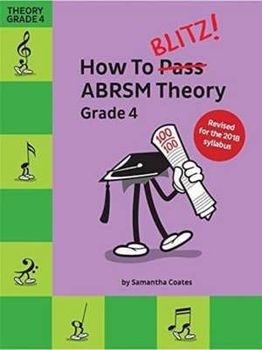 THEORY
GRADE 4
BLITZ!
How To Pass
ABRSM Theory
Grade 4
Revised
for the 2018
syllabus
100
100
by Samantha Coates